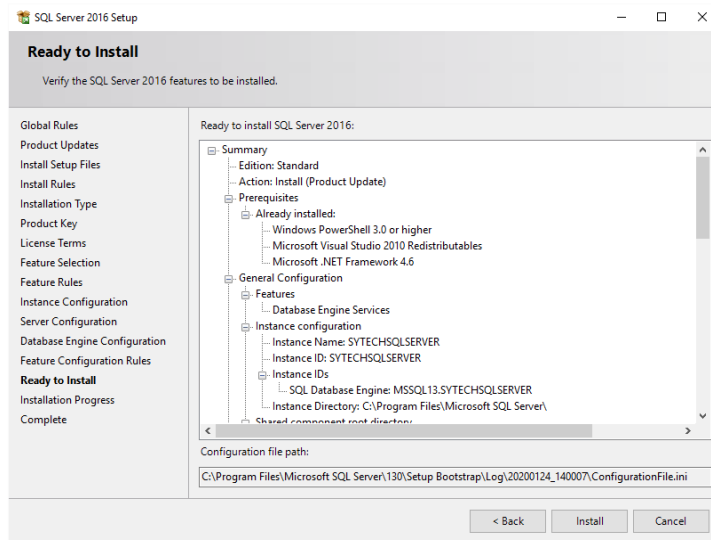 SQL Server 2016 Setup
Ready to Install
Verify the SQL Server 2016 features to be installed.
Global Rules
Product Updates
Install Setup Files
Install Rules
Installation Type
Product Key
License Terms
Feature Selection
Feature Rules
Instance Configuration
Server Configuration
Database Engine Configuration
Feature Configuration Rules
Ready to Install
Installation Progress
Complete
Ready to install SQL Server 2016:
Summary
Edition: Standard
Action: Install (Product Update)
Prerequisites
Already installed:
Windows PowerShell 3.0 or higher
Microsoft Visual Studio 2010 Redistributables
Microsoft .NET Framework 4.6
General Configuration
Features
Database Engine Services
Instance configuration
Instance Name: SYTECHSQLSERVER
Instance ID: SYTECHSQLSERVER
Instance IDs
SQL Database Engine: MSSQL13.SYTECHSQLSERVER
Instance Directory: C:\Program Files\Microsoft SQL Server\
Shared component root directory
Configuration file path:
C:\Program Files\Microsoft SQL Server\130\Setup Bootstrap\Log\20200124_140007\ConfigurationFile.ini
< Back
Install
Cancel